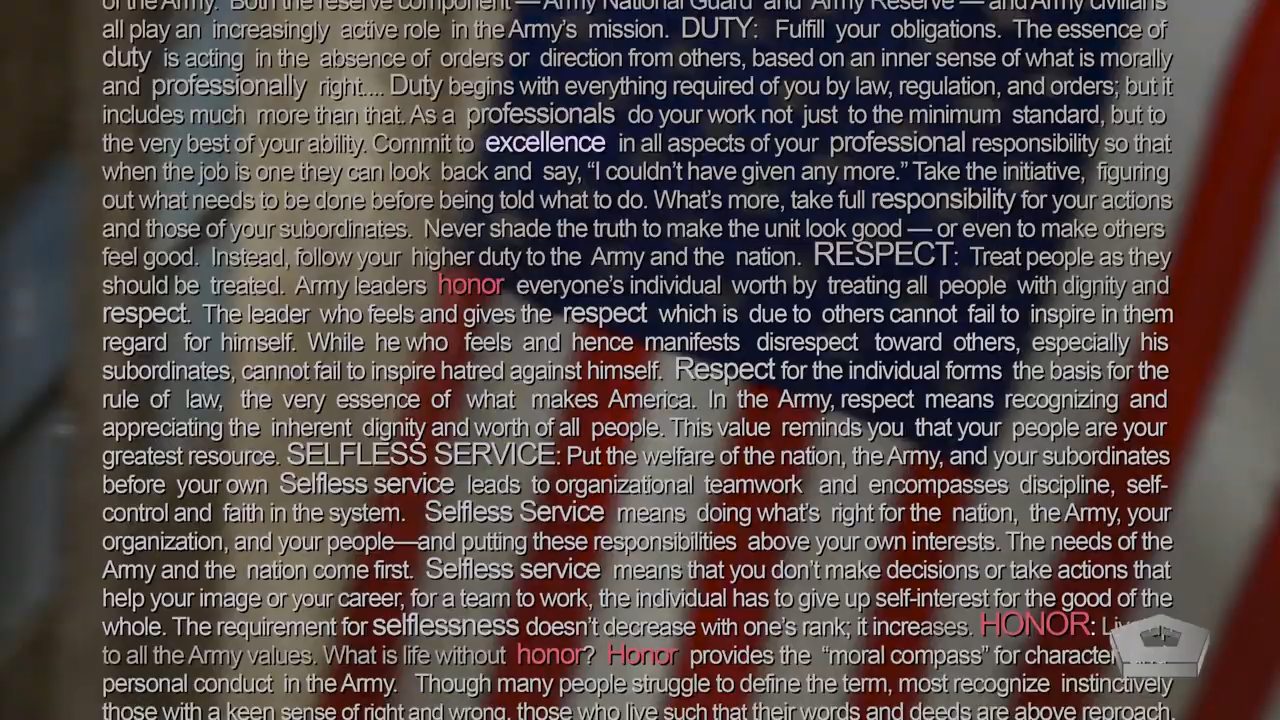 of the Army. Both the reserve component — Army National Guard and Army Reserve — and Army civilians
all play an increasingly active role in the Army's mission. DUTY: Fulfill your obligations. The essence of
duty is acting in the absence of orders or direction from others, based on an inner sense of what is morally
and professionally right.... Duty begins with everything required of you by law, regulation, and orders; but it
includes much more than that. As a professionals do your work not just to the minimum standard, but to
the very best of your ability. Commit to excellence in all aspects of your professional responsibility so that
when the job is one they can look back and say, “I couldn't have given any more.” Take the initiative, figuring
out what needs to be done before being told what to do. What's more, take full responsibility for your actions
and those of your subordinates. Never shade the truth to make the unit look good — or even to make others
feel good. Instead, follow your higher duty to the Army and the nation. RESPECT: Treat people as they
should be treated. Army leaders honor everyone's individual worth by treating all people with dignity and
respect. The leader who feels and gives the respect which is due to others cannot fail to inspire in them
regard for himself. While he who feels and hence manifests disrespect toward others, especially his
subordinates, cannot fail to inspire hatred against himself. Respect for the individual forms the basis for the
rule of law, the very essence of what makes America. In the Army, respect means recognizing and
appreciating the inherent dignity and worth of all people. This value reminds you that your people are your
greatest resource. SELFLESS SERVICE: Put the welfare of the nation, the Army, and your subordinates
before your own Selfless service leads to organizational teamwork and encompasses discipline, self-
control and faith in the system. Selfless Service means doing what's right for the nation, the Army, your
organization, and your people—and putting these responsibilities above your own interests. The needs of the
Army and the nation come first. Selfless service means that you don't make decisions or take actions that
help your image or your career, for a team to work, the individual has to give up self-interest for the good of the
whole. The requirement for selflessness doesn't decrease with one's rank; it increases. HONOR:
to all the Army values. What is life without honor? Honor provides the “moral compass” for character
personal conduct in the Army. Though many people struggle to define the term, most recognize instinctively
those with a keen sense of right and wrong, those who live such that their words and deeds are above reproach.